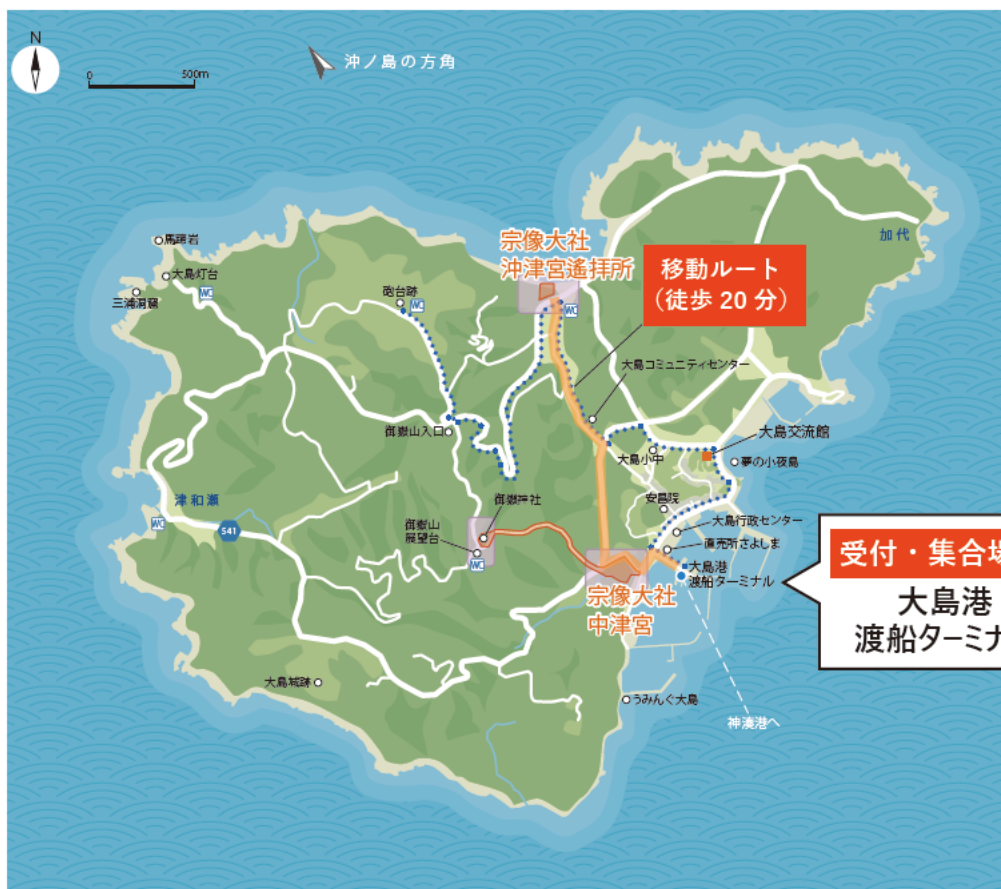 N
0 500m
沖ノ島の方角
加代
馬蹄岩
大島灯台
WC
三浦洞窟
砲台跡
WC
宗像大社
沖津宮遙拝所
WC
移動ルート
（徒歩 20 分）
大島コミュニティセンター
御嶽山入口
大島交流館
大島小中
夢の小夜島
安昌院
津和瀬
WC
541
御嶽神社
御嶽山
展望台
WC
大島行政センター
直売所さよしま
大島港
渡船ターミナル
宗像大社
中津宮
受付・集合場
大島港
渡船ターミナ
大島城跡
うみんぐ大島
神湊港へ